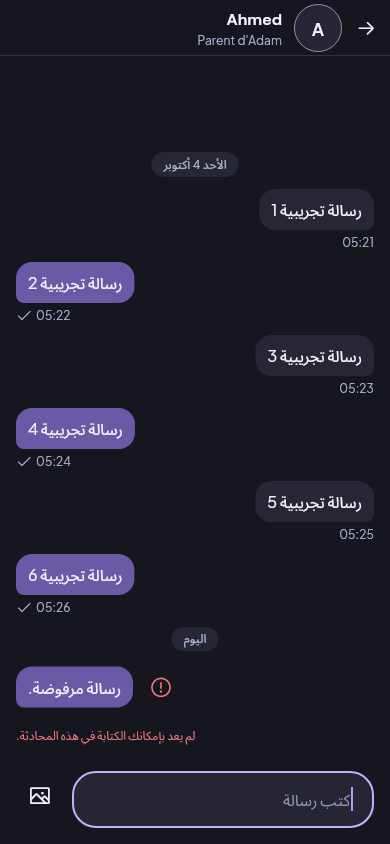 Ahmed
Parent d'Adam
A
الأحد 4 أكتوبر
رسالة تجريبية 1
05:21
رسالة تجريبية 2
05:22
رسالة تجريبية 3
05:23
رسالة تجريبية 4
05:24
رسالة تجريبية 5
05:25
رسالة تجريبية 6
05:26
اليوم
رسالة مرفوضة.
لم يعد بإمكانك الكتابة في هذه المحادثة.
كتب رسالة